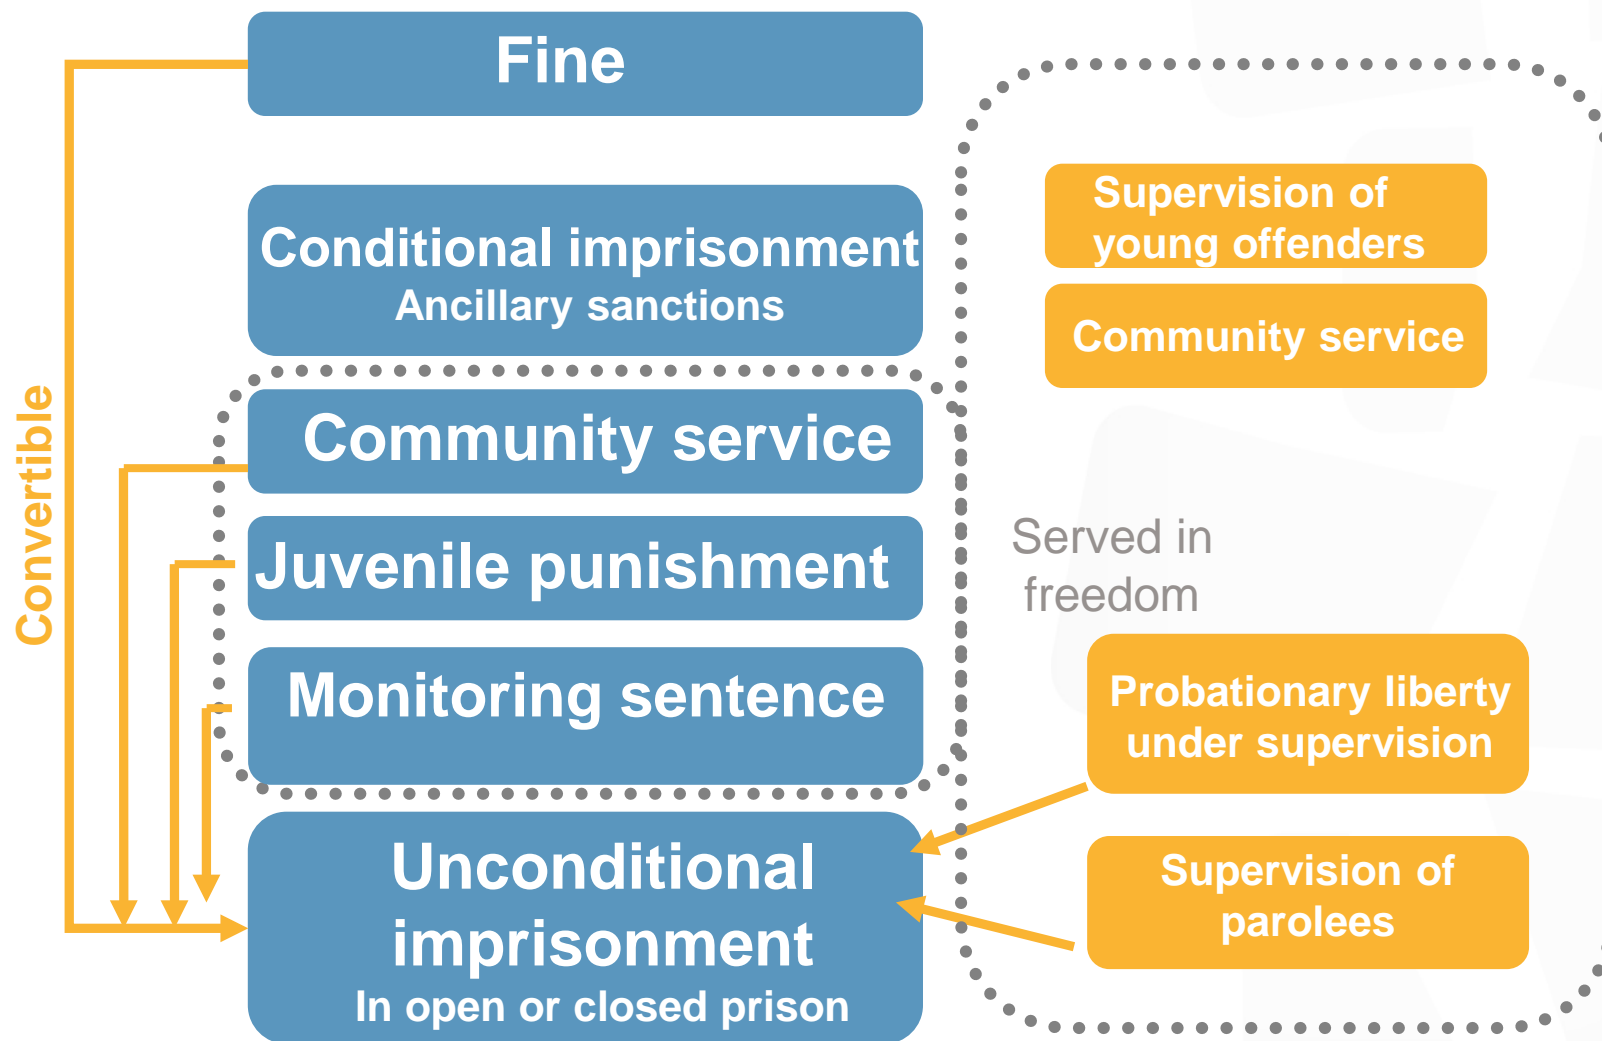 Fine
Conditional imprisonment
Ancillary sanctions
Community service
Juvenile punishment
Monitoring sentence
Unconditional
imprisonment
In open or closed prison
Convertible
Supervision of
young offenders
Community service
Served in
freedom
Probationary liberty
under supervision
Supervision of
parolees